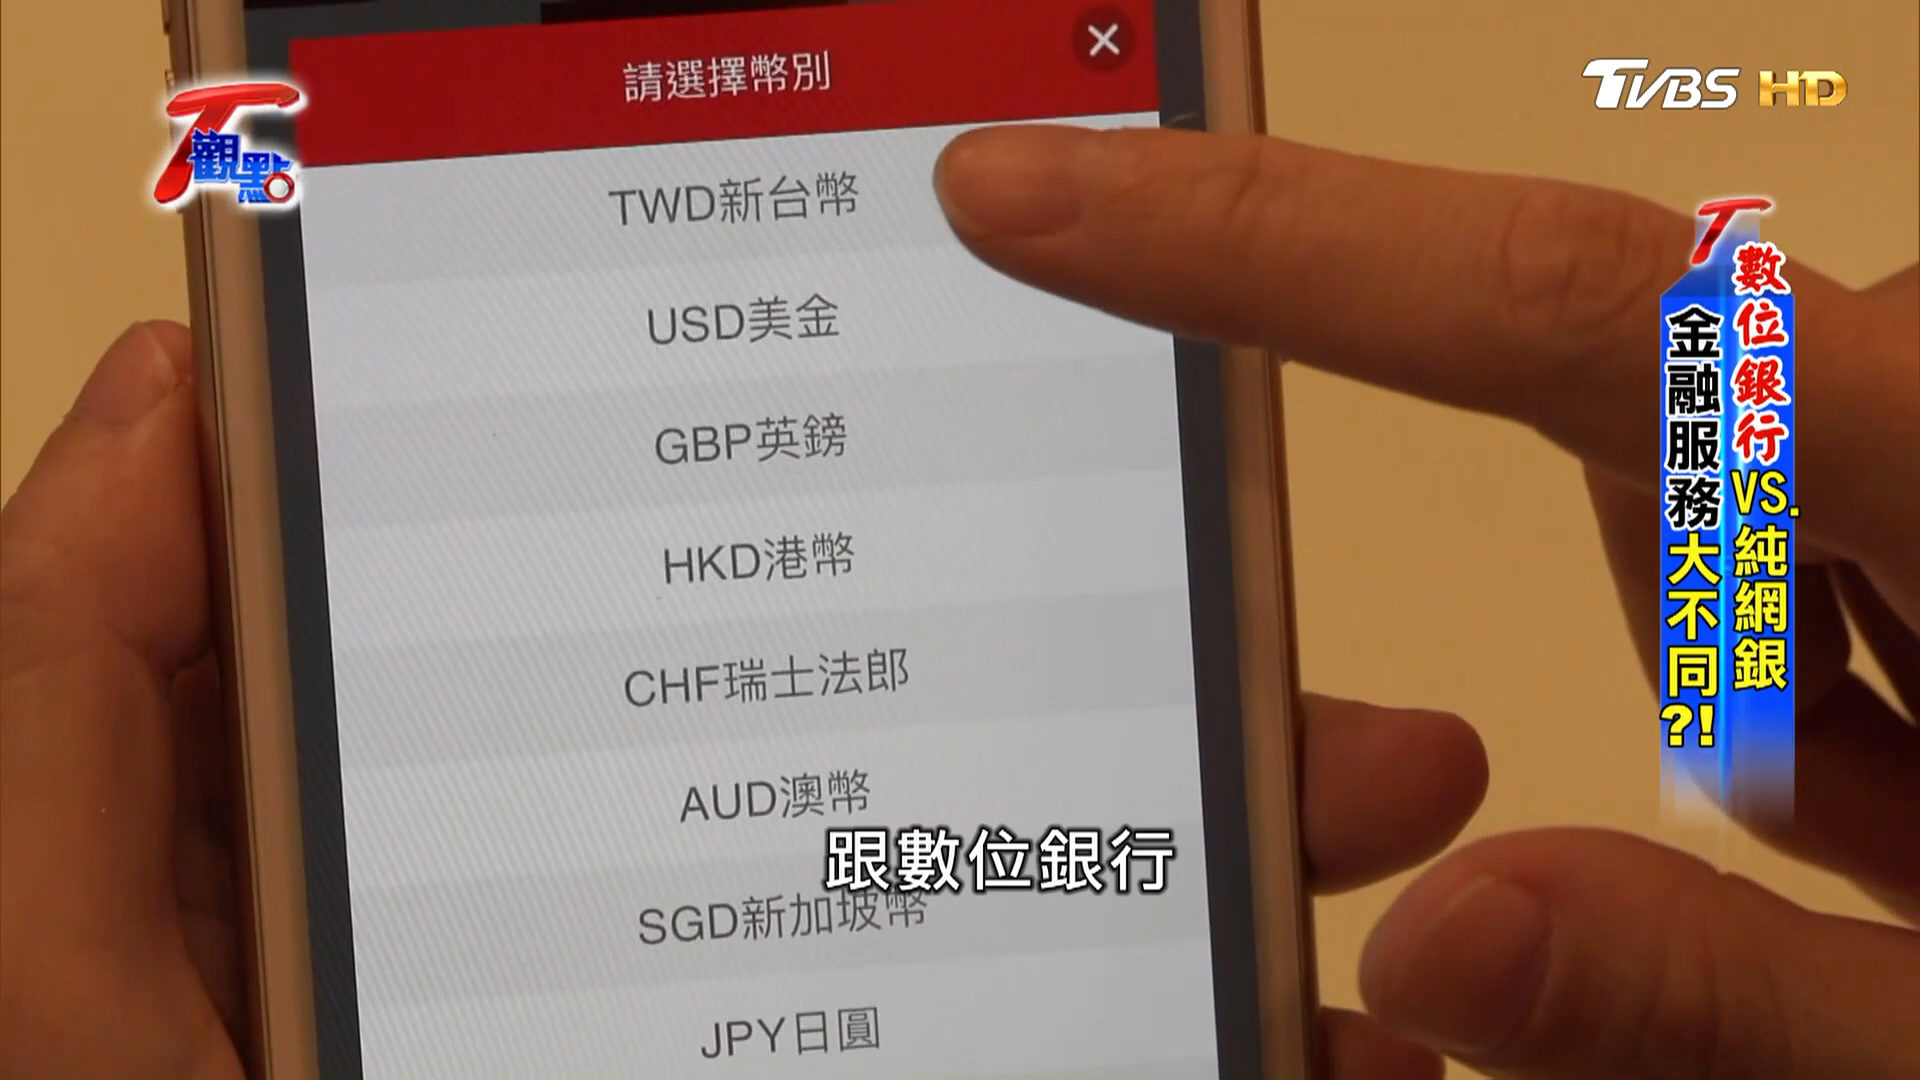 請選擇幣別
TWD新台幣
USD美金
GBP英鎊
HKD港幣
CHF瑞士法郎
AUD澳幣
SGD新加坡幣
JPY日圓
跟數位銀行
T觀點
TVBS HD
T
數位銀行VS.純網銀
金融服務大不同?!